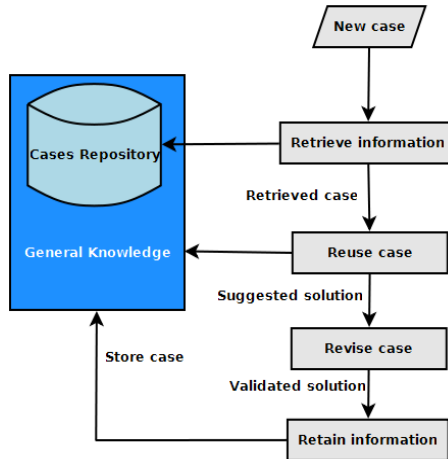 New case
Cases Repository
Retrieve information
Retrieved case
General Knowledge
Reuse case
Suggested solution
Store case
Revise case
Validated solution
Retain information